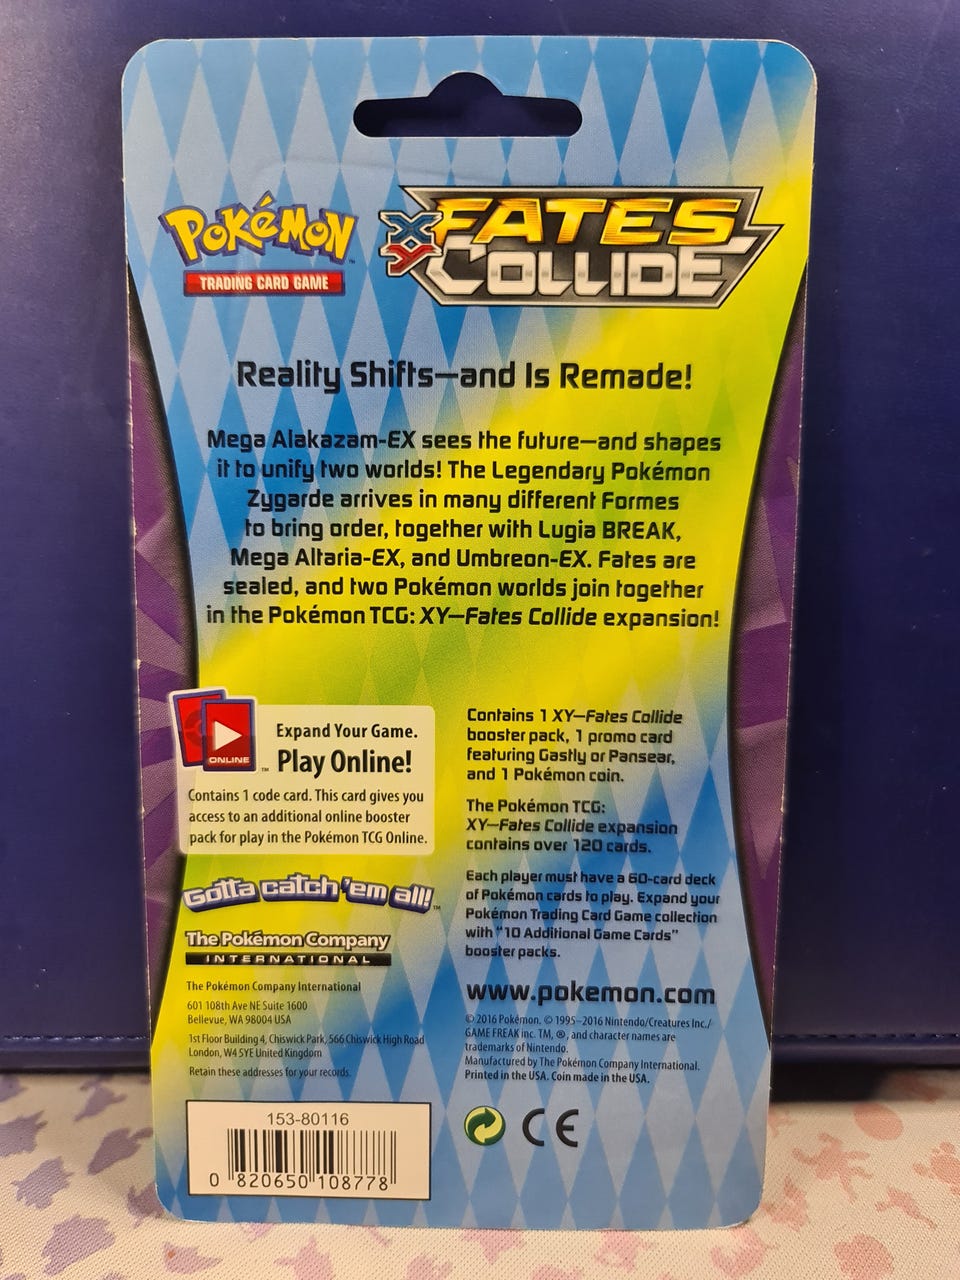 POKéMON™
TRADING CARD GAME
XY FATES
COLLIDE
Reality Shifts—and Is Remade!
Mega Alakazam-EX sees the future—and shapes
it to unify two worlds! The Legendary Pokémon
Zygarde arrives in many different Formes
to bring order, together with Lugia BREAK,
Mega Altaria-EX, and Umbreon-EX. Fates are
sealed, and two Pokémon worlds join together
in the Pokémon TCG: XY—Fates Collide expansion!
ONLINE™
Expand Your Game.
Play Online!
Contains 1 code card. This card gives you
access to an additional online booster
pack for play in the Pokémon TCG Online.
Gotta catch 'em all!™
The Pokémon Company
INTERNATIONAL
The Pokémon Company International
601 108th Ave NE Suite 1600
Bellevue, WA 98004 USA
1st Floor Building 4, Chiswick Park, 566 Chiswick High Road
London, W4 5YE United Kingdom
Retain these addresses for your records.
153-80116
0 820650 108778
Contains 1 XY—Fates Collide
booster pack, 1 promo card
featuring Gastly or Pansear,
and 1 Pokémon coin.
The Pokémon TCG:
XY—Fates Collide expansion
contains over 120 cards.
Each player must have a 60-card deck
of Pokémon cards to play. Expand your
Pokémon Trading Card Game collection
with "10 Additional Game Cards"
booster packs.
www.pokemon.com
©2016 Pokémon. © 1995–2016 Nintendo/Creatures Inc./
GAME FREAK inc. TM, ®, and character names are
trademarks of Nintendo.
Manufactured by The Pokémon Company International.
Printed in the USA. Coin made in the USA.
CE